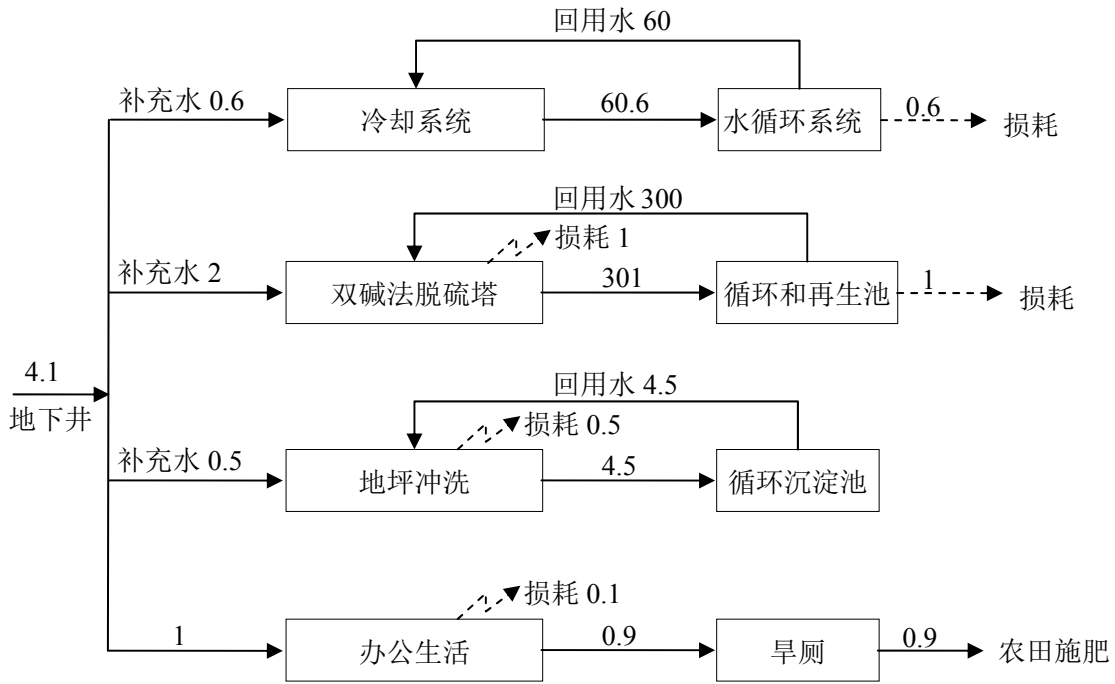 回用水 60
补充水 0.6
冷却系统
60.6
水循环系统
0.6
损耗
回用水 300
损耗 1
补充水 2
双碱法脱硫塔
301
循环和再生池
1
损耗
4.1
地下井
回用水 4.5
损耗 0.5
补充水 0.5
地坪冲洗
4.5
循环沉淀池
损耗 0.1
1
办公生活
0.9
旱厕
0.9
农田施肥